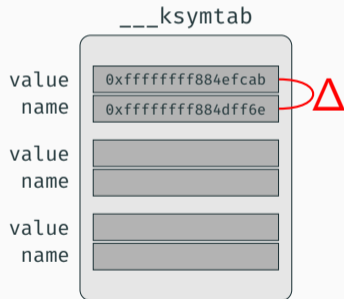 ___ksymtab
value 0xffffffff884efcab
name 0xffffffff884dff6e
Δ
value
name
value
name